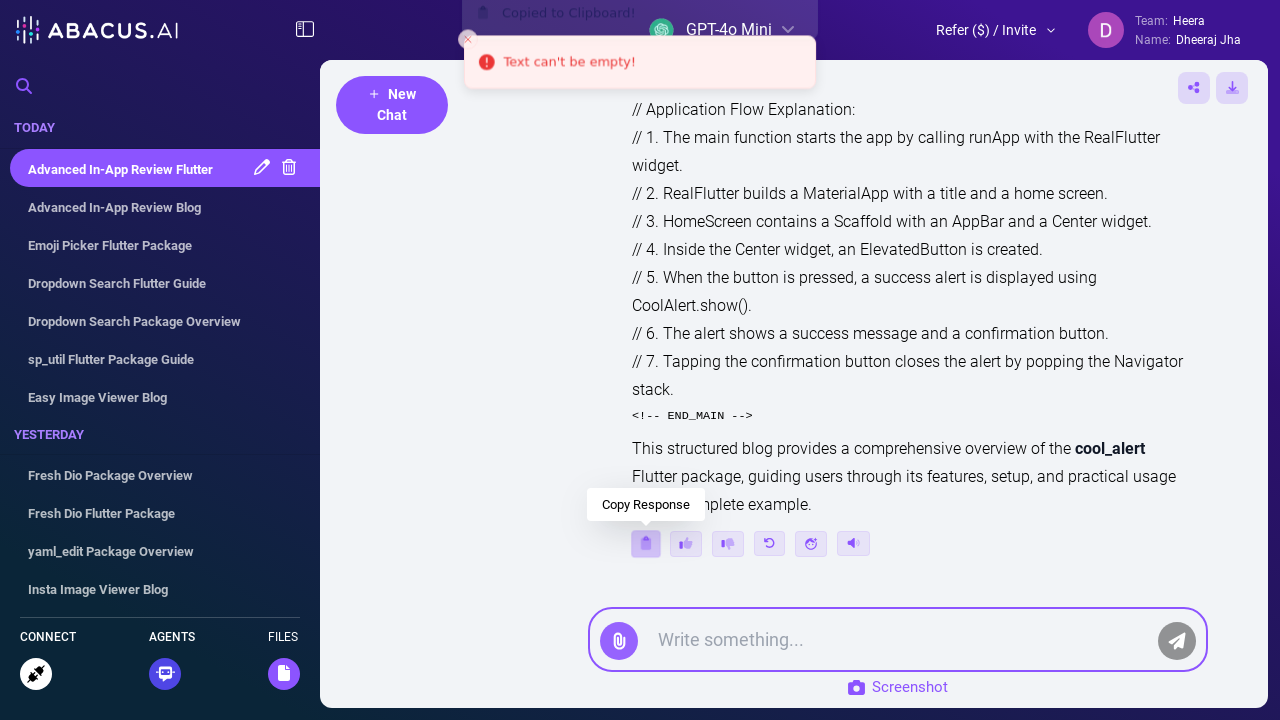 ABACUS.AI
Copied to Clipboard!
GPT-4o Mini
Text can't be empty!
Refer ($) / Invite
D
Team: Heera
Name: Dheeraj Jha
TODAY
Advanced In-App Review Flutter
Advanced In-App Review Blog
Emoji Picker Flutter Package
Dropdown Search Flutter Guide
Dropdown Search Package Overview
sp_util Flutter Package Guide
Easy Image Viewer Blog
YESTERDAY
Fresh Dio Package Overview
Fresh Dio Flutter Package
yaml_edit Package Overview
Insta Image Viewer Blog
CONNECT
AGENTS
FILES
+ New
Chat
// Application Flow Explanation:
// 1. The main function starts the app by calling runApp with the RealFlutter
widget.
// 2. RealFlutter builds a MaterialApp with a title and a home screen.
// 3. HomeScreen contains a Scaffold with an AppBar and a Center widget.
// 4. Inside the Center widget, an ElevatedButton is created.
// 5. When the button is pressed, a success alert is displayed using
CoolAlert.show().
// 6. The alert shows a success message and a confirmation button.
// 7. Tapping the confirmation button closes the alert by popping the Navigator
stack.
<!-- END_MAIN -->
This structured blog provides a comprehensive overview of the cool_alert
Flutter package, guiding users through its features, setup, and practical usage
Copy Response
example.
Write something...
Screenshot